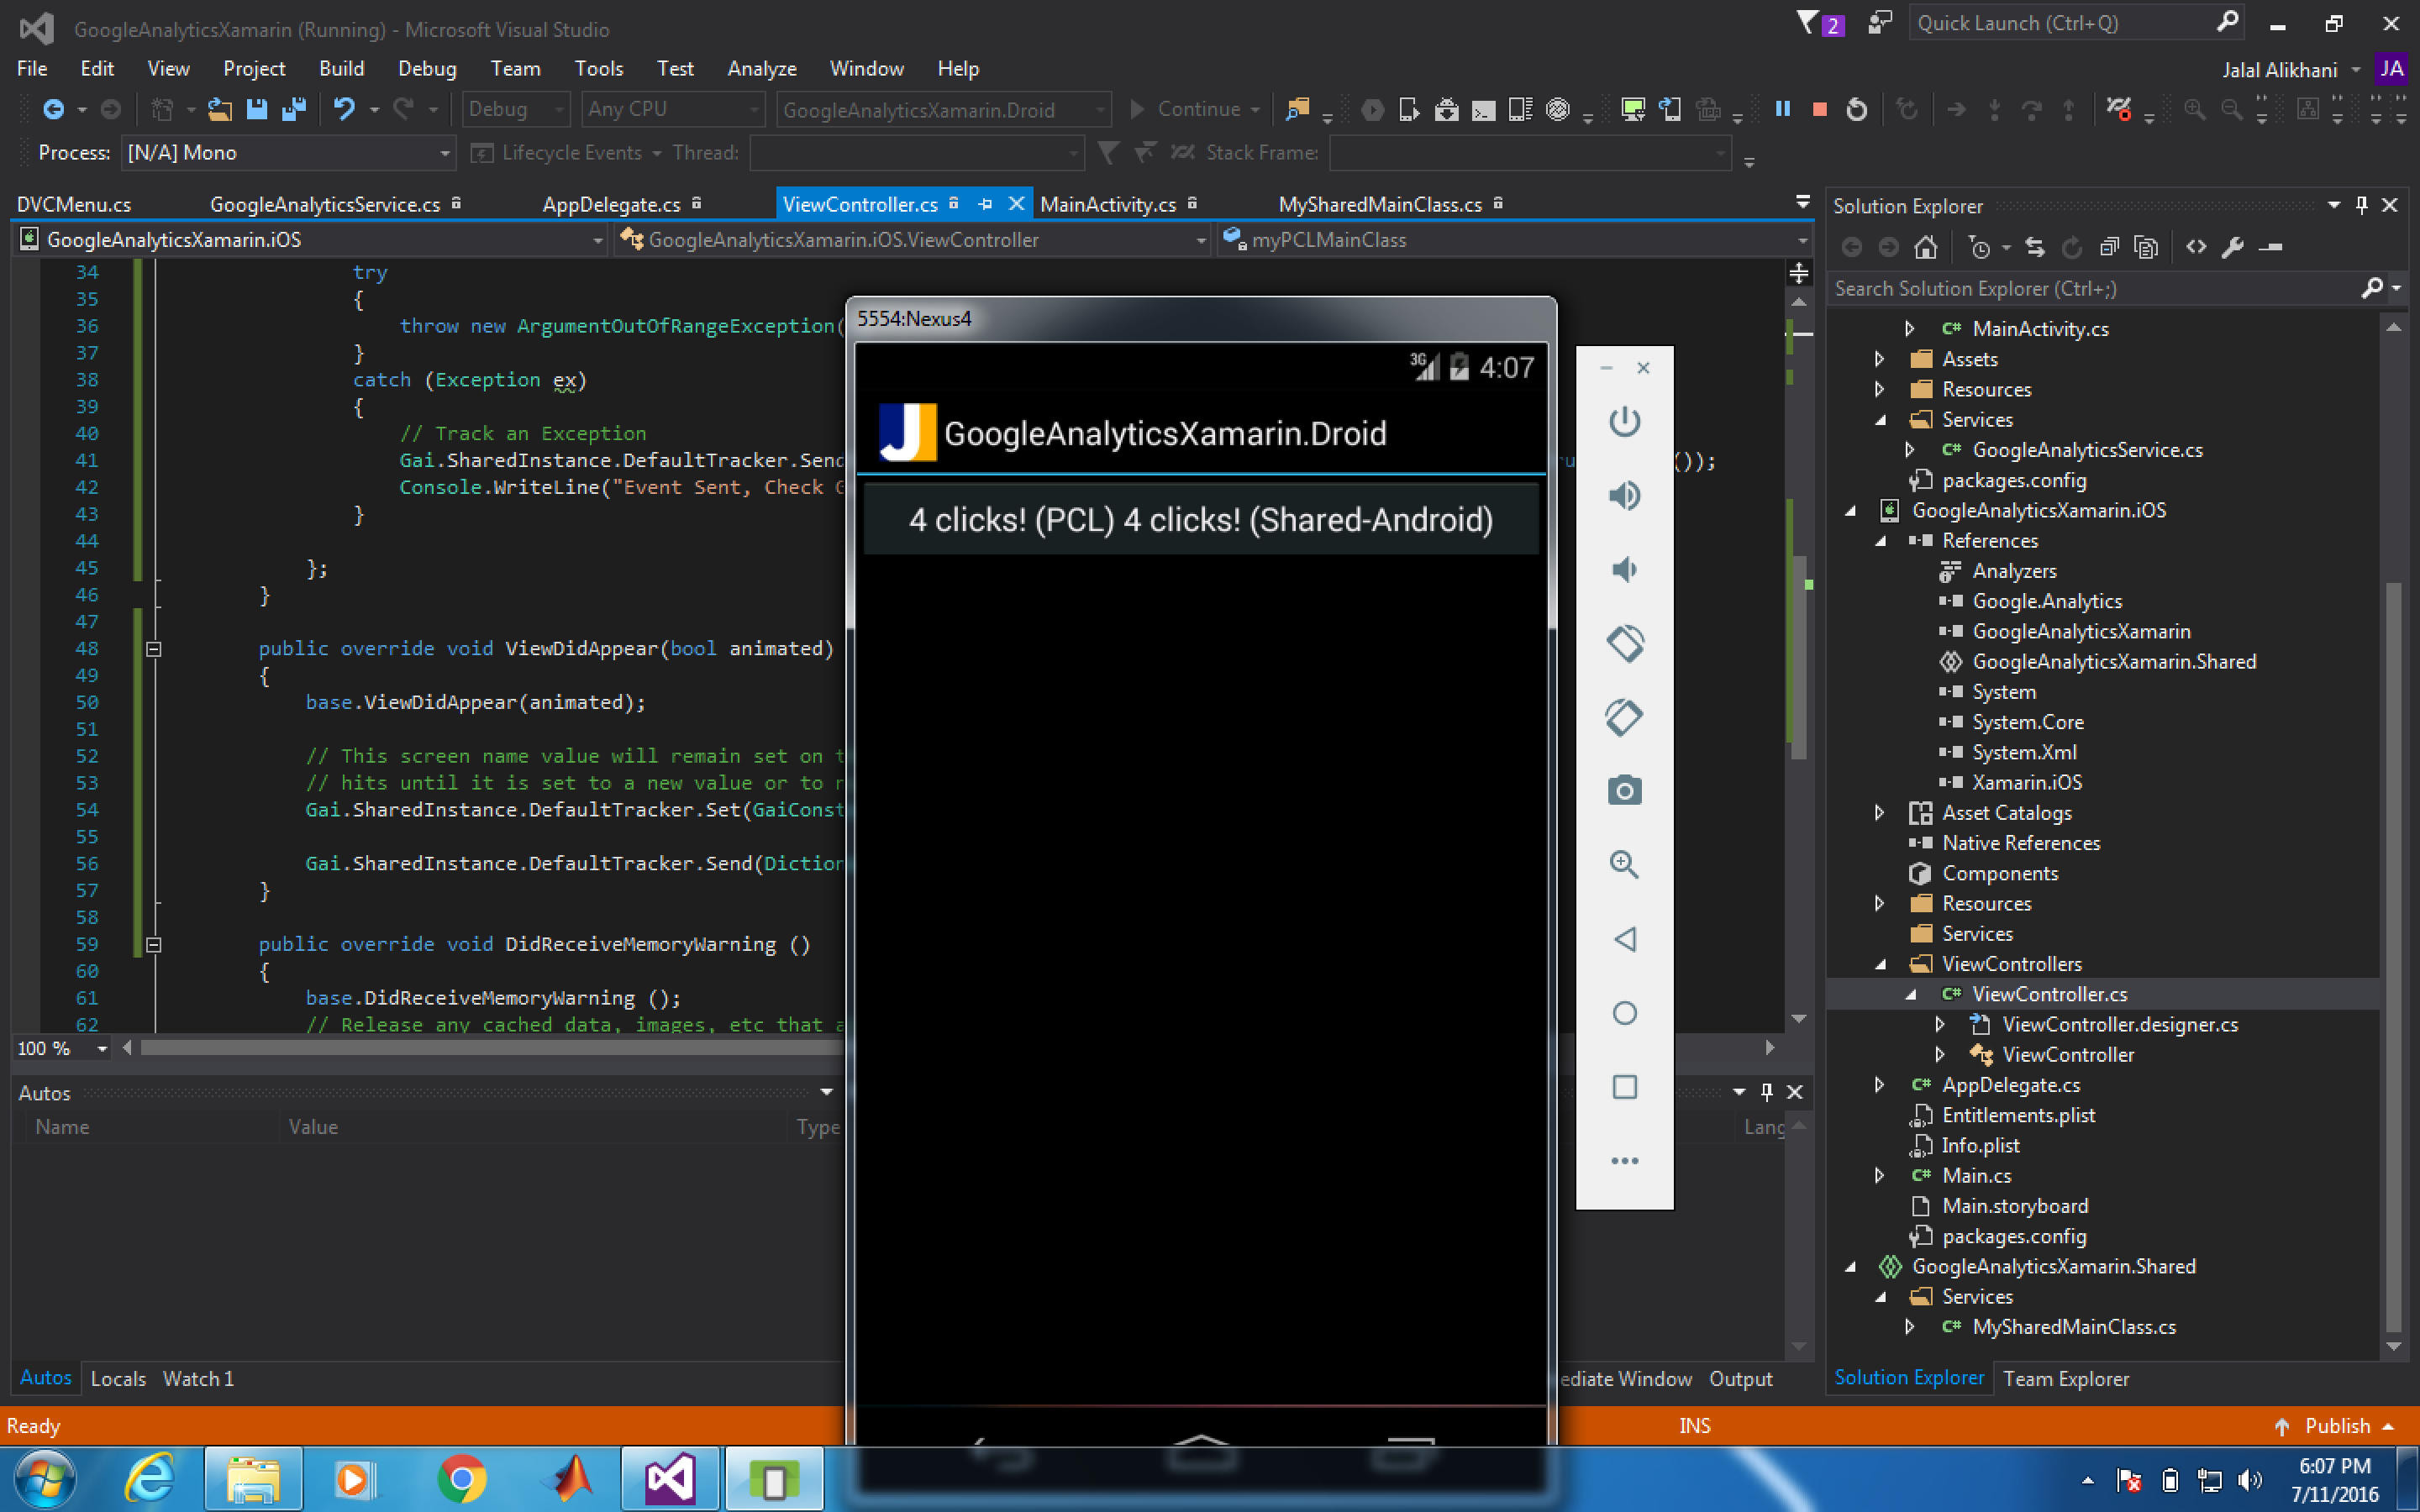 GoogleAnalyticsXamarin (Running) - Microsoft Visual Studio
2
Quick Launch (Ctrl+Q)
File Edit View Project Build Debug Team Tools Test Analyze Window Help
Jalal Alikhani JA
Debug Any CPU GoogleAnalyticsXamarin.Droid Continue
Process: [N/A] Mono Lifecycle Events Thread: Stack Frame:
DVCMenu.cs GoogleAnalyticsService.cs AppDelegate.cs ViewController.cs MainActivity.cs MySharedMainClass.cs
GoogleAnalyticsXamarin.iOS GoogleAnalyticsXamarin.iOS.ViewController myPCLMainClass
34 try
35 {
36 throw new ArgumentOutOfRangeException(
37 }
38 catch (Exception ex)
39 {
40 // Track an Exception
41 Gai.SharedInstance.DefaultTracker.Send ());
42 Console.WriteLine("Event Sent, Check
43 }
44
45 };
46 }
47
48 public override void ViewDidAppear(bool animated)
49 {
50 base.ViewDidAppear(animated);
51
52 // This screen name value will remain set on
53 // hits until it is set to a new value or to
54 Gai.SharedInstance.DefaultTracker.Set(GaiConst
55
56 Gai.SharedInstance.DefaultTracker.Send(Diction
57 }
58
59 public override void DidReceiveMemoryWarning ()
60 {
61 base.DidReceiveMemoryWarning ();
62 // Release any cached data, images, etc that a
100 %
5554:Nexus4
3G 4:07
GoogleAnalyticsXamarin.Droid
4 clicks! (PCL) 4 clicks! (Shared-Android)
Autos
Name Value Type
Lang
Autos Locals Watch 1
ediate Window Output
Solution Explorer
Search Solution Explorer (Ctrl+;)
C# MainActivity.cs
Assets
Resources
Services
C# GoogleAnalyticsService.cs
packages.config
GoogleAnalyticsXamarin.iOS
References
Analyzers
Google.Analytics
GoogleAnalyticsXamarin
GoogleAnalyticsXamarin.Shared
System
System.Core
System.Xml
Xamarin.iOS
Asset Catalogs
Native References
Components
Resources
Services
ViewControllers
C# ViewController.cs
ViewController.designer.cs
ViewController
C# AppDelegate.cs
Entitlements.plist
Info.plist
C# Main.cs
Main.storyboard
packages.config
GoogleAnalyticsXamarin.Shared
Services
C# MySharedMainClass.cs
Solution Explorer Team Explorer
Ready INS Publish
6:07 PM
7/11/2016